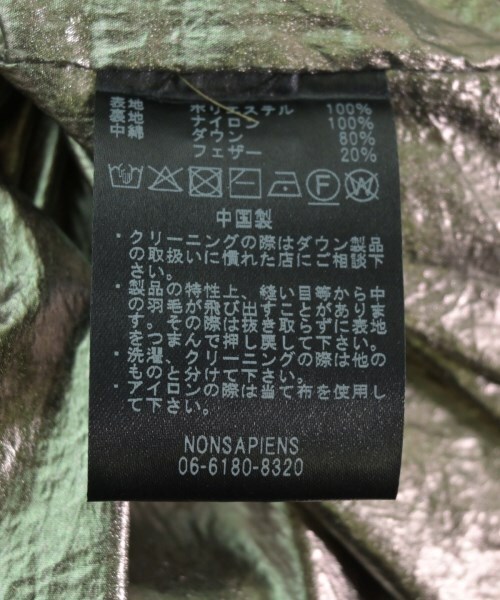 表地 ポリエステル 100%
裏地 ナイロン 100%
中綿 ダウン 80%
フェザー 20%
F W
中国製
・クリーニングの際はダウン製品
の取扱いに慣れた店にご相談下
さい。
・製品の特性上、縫い目等から中
の羽毛が飛び出すことがありま
す。その際は抜き取らずに表地
をつまんで押し戻して下さい。
・洗濯、クリーニングの際は他の
ものと分けて下さい。
・アイロンの際は当て布を使用し
て下さい。
NONSAPIENS
06-6180-8320